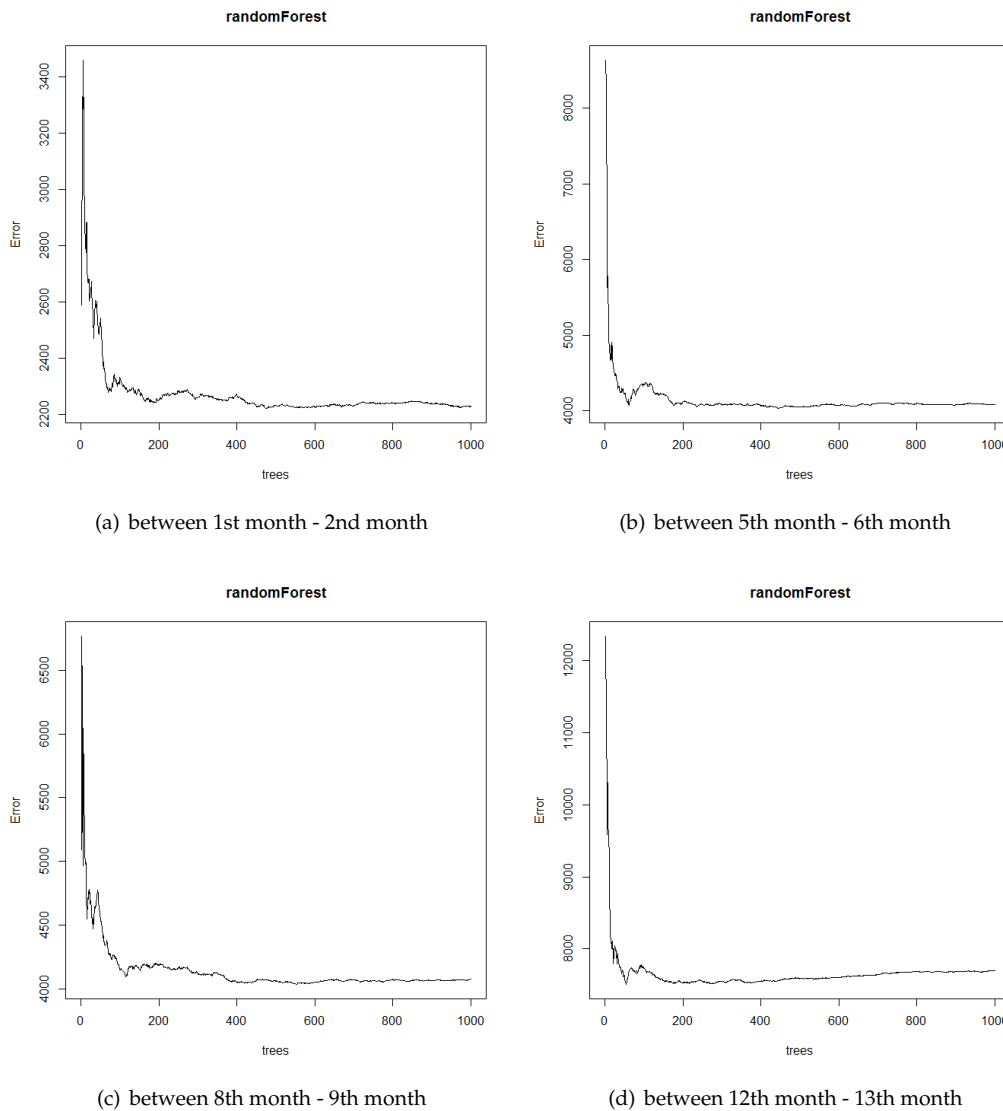 randomForest
Error
3400
3200
3000
2800
2600
2400
2200
0 200 400 600 800 1000
trees
(a) between 1st month - 2nd month
randomForest
Error
8000
7000
6000
5000
4000
0 200 400 600 800 1000
trees
(b) between 5th month - 6th month
randomForest
Error
6500
6000
5500
5000
4500
4000
0 200 400 600 800 1000
trees
(c) between 8th month - 9th month
randomForest
Error
12000
11000
10000
9000
8000
0 200 400 600 800 1000
trees
(d) between 12th month - 13th month